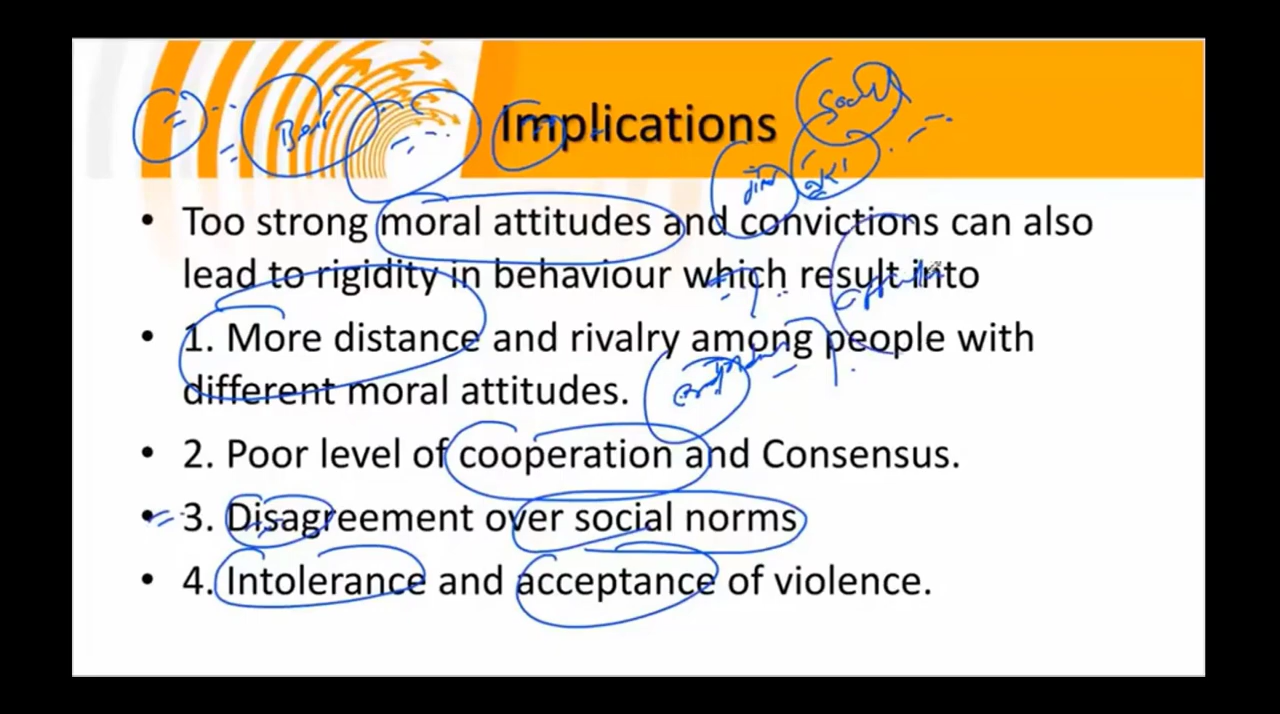 Implications
• Too strong moral attitudes and convictions can also
lead to rigidity in behaviour which result into
• 1. More distance and rivalry among people with
different moral attitudes.
• 2. Poor level of cooperation and Consensus.
• 3. Disagreement over social norms
• 4. Intolerance and acceptance of violence.